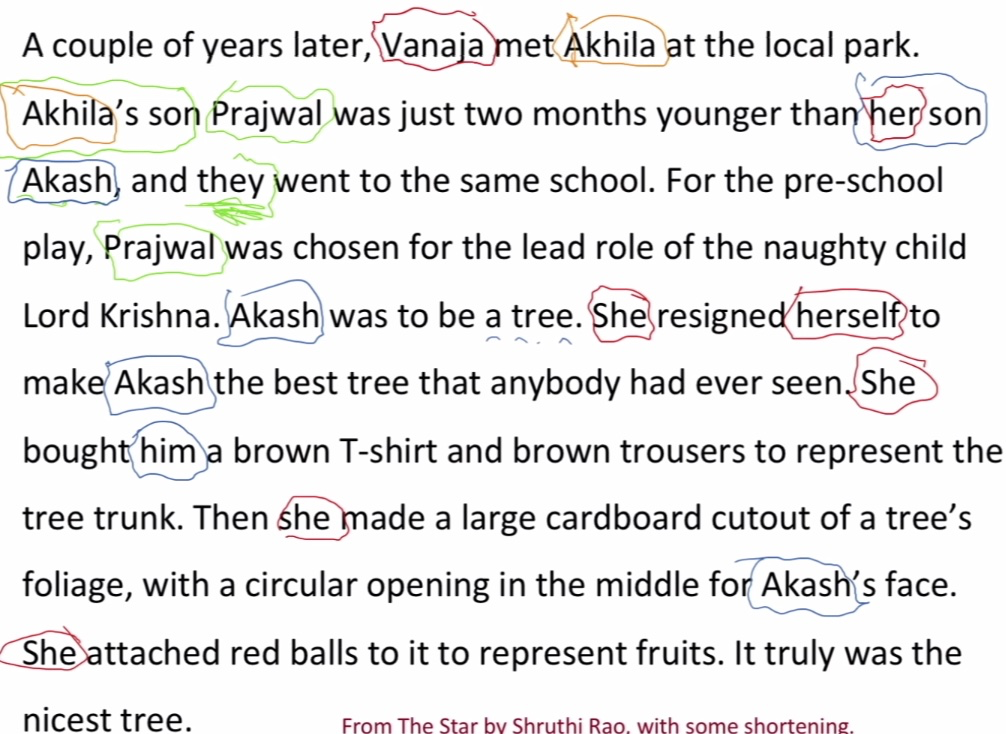 A couple of years later, Vanaja met Akhila at the local park.
Akhila’s son Prajwal was just two months younger than her son
Akash, and they went to the same school. For the pre-school
play, Prajwal was chosen for the lead role of the naughty child
Lord Krishna. Akash was to be a tree. She resigned herself to
make Akash the best tree that anybody had ever seen. She
bought him a brown T-shirt and brown trousers to represent the
tree trunk. Then she made a large cardboard cutout of a tree’s
foliage, with a circular opening in the middle for Akash’s face.
She attached red balls to it to represent fruits. It truly was the
nicest tree.
From The Star by Shruthi Rao, with some shortening.